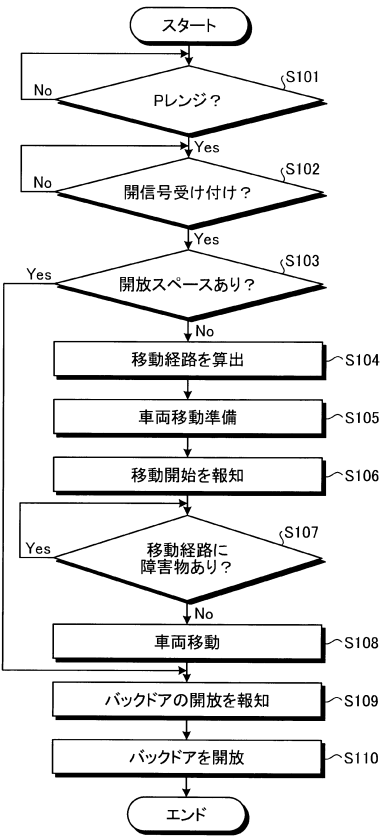 スタート
S101
No
Pレンジ？
Yes
S102
No
開信号受け付け？
Yes
S103
Yes
開放スペースあり？
No
移動経路を算出
S104
車両移動準備
S105
移動開始を報知
S106
S107
Yes
移動経路に
障害物あり？
No
車両移動
S108
バックドアの開放を報知
S109
バックドアを開放
S110
エンド